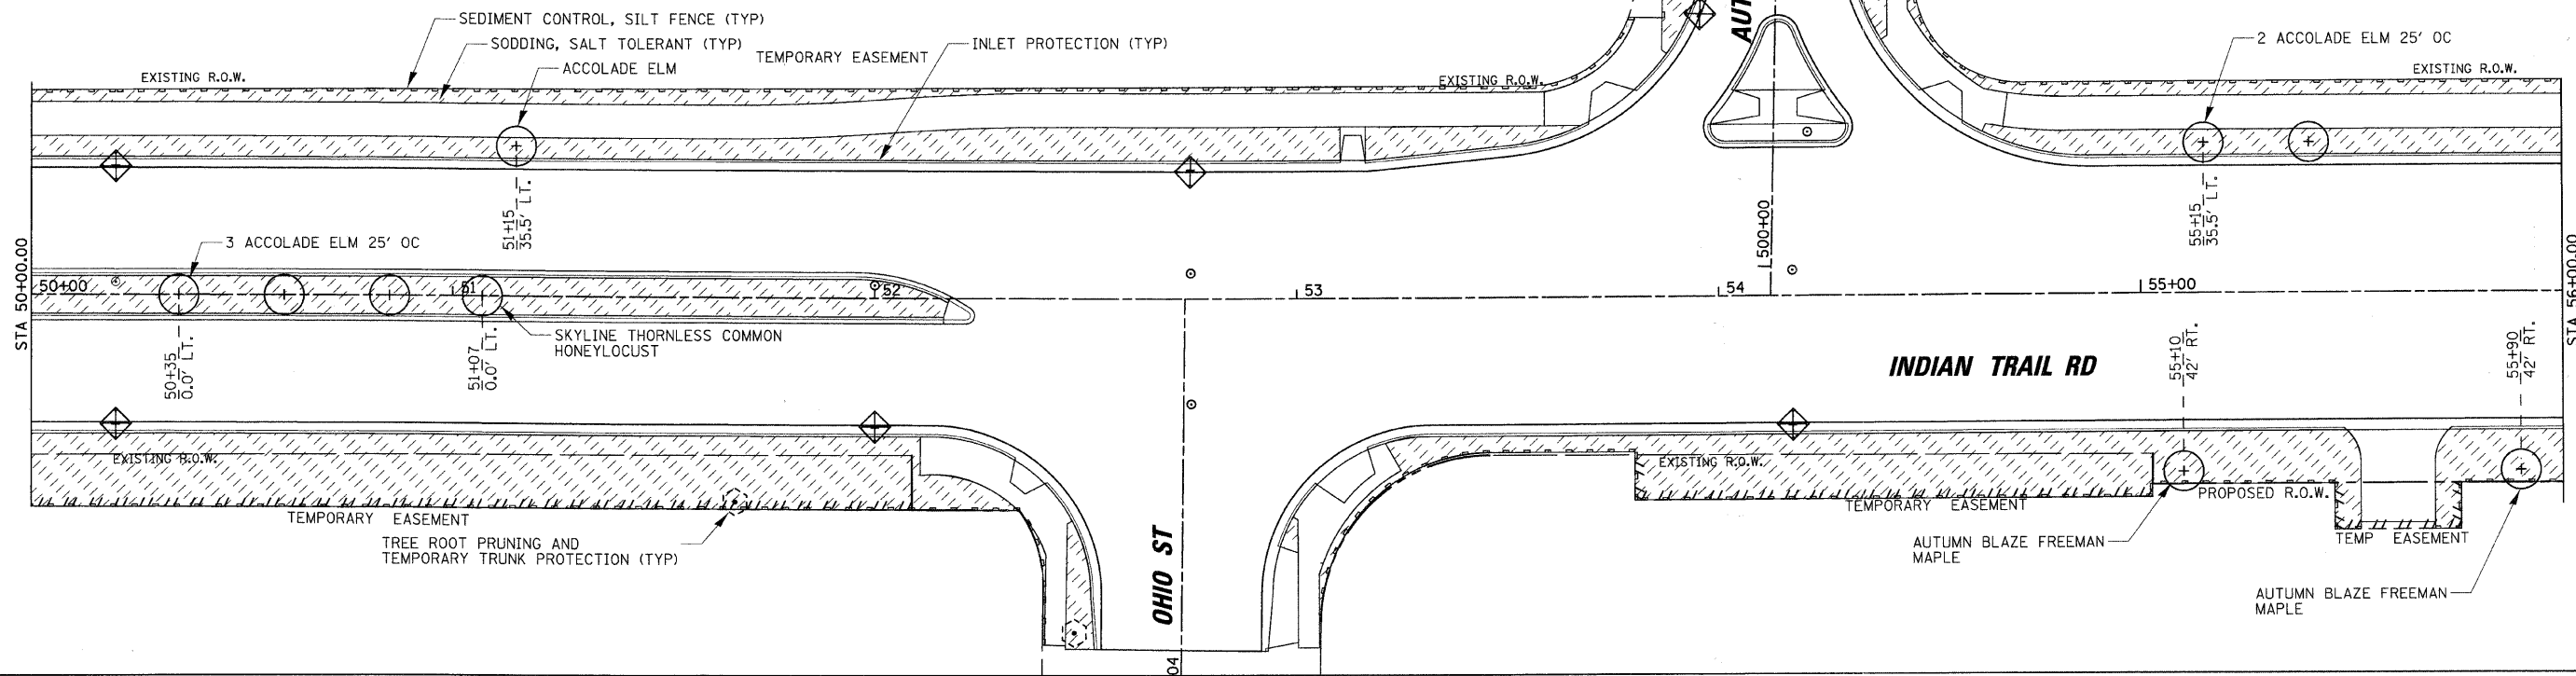 SEDIMENT CONTROL, SILT FENCE (TYP)
SODDING, SALT TOLERANT (TYP)
TEMPORARY EASEMENT
INLET PROTECTION (TYP)
ACCOLADE ELM
EXISTING R.O.W.
EXISTING R.O.W.
AUT
2 ACCOLADE ELM 25' OC
EXISTING R.O.W.
51+15
35.5' LT.
55+15
35.5' LT.
500+00
3 ACCOLADE ELM 25' OC
STA 50+00.00
50+00
51
52
53
54
55+00
STA 56+00.00
SKYLINE THORNLESS COMMON
HONEYLOCUST
50+35
0.0' LT.
51+07
0.0' LT.
INDIAN TRAIL RD
55+10
42' RT.
55+90
42' RT.
EXISTING R.O.W.
EXISTING R.O.W.
PROPOSED R.O.W.
TEMPORARY EASEMENT
TEMPORARY EASEMENT
TEMP EASEMENT
TREE ROOT PRUNING AND
TEMPORARY TRUNK PROTECTION (TYP)
AUTUMN BLAZE FREEMAN
MAPLE
AUTUMN BLAZE FREEMAN
MAPLE
OHIO ST
04